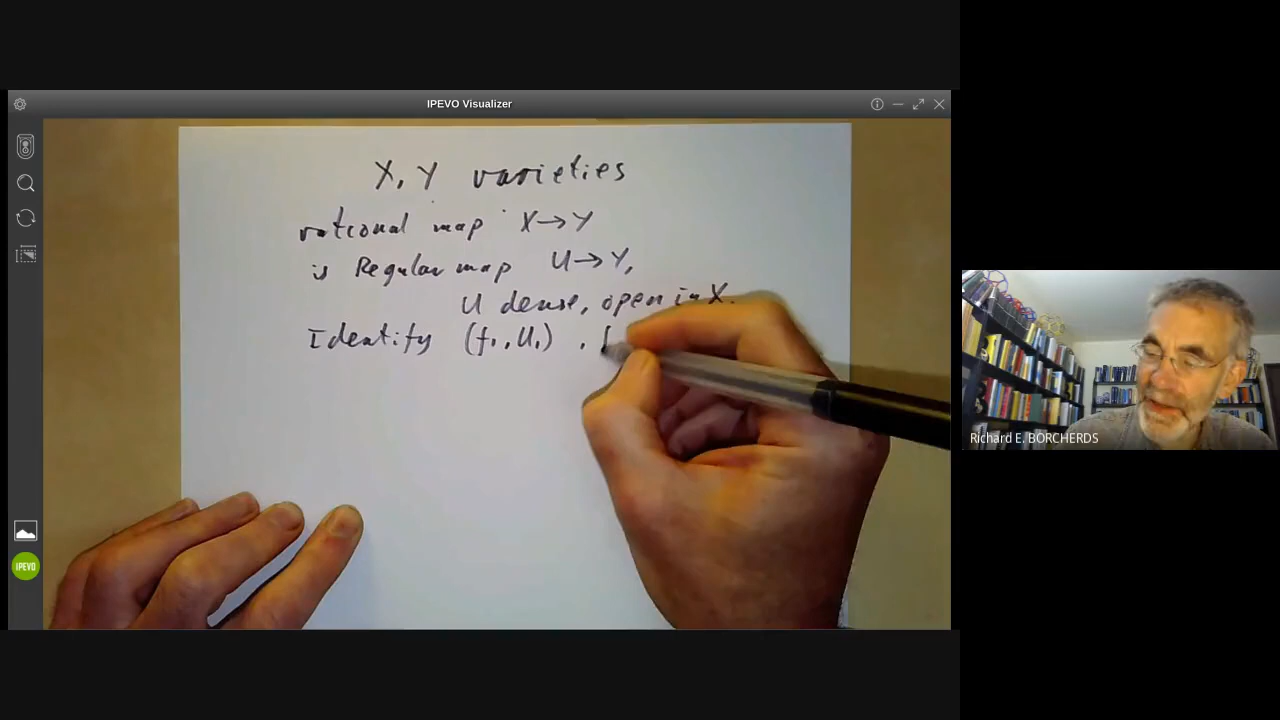 IPEVO Visualizer
X, Y varieties
rational map X→Y
is Regular map U→Y,
U dense, open in X.
Identify (f₁, U₁) , (
IPEVO
Richard E. BORCHERDS